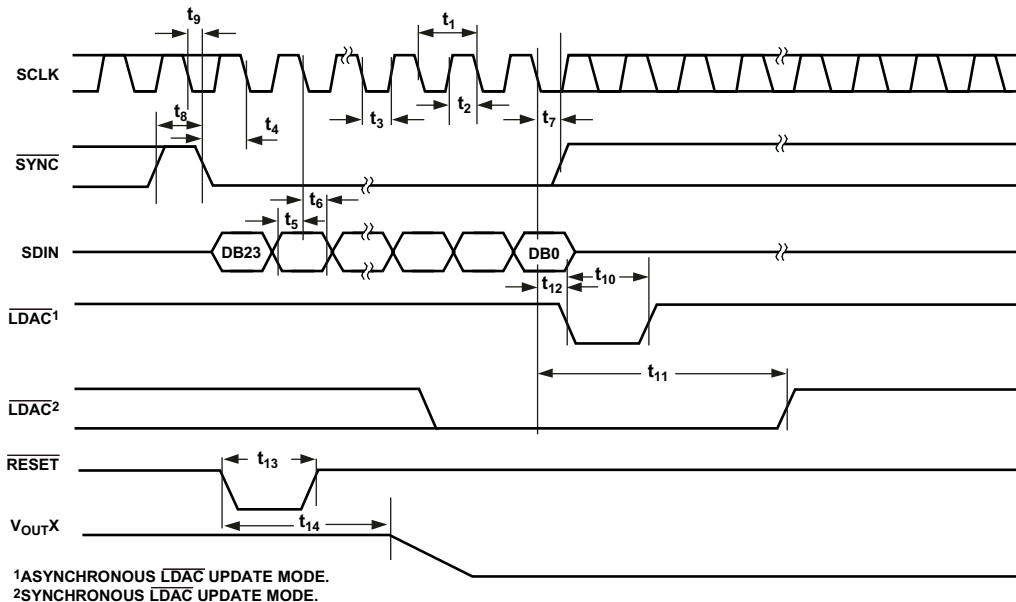 t9
t1
SCLK
t8
t4
t3
t2
t7
SYNC
t6
t5
SDIN
DB23
DB0
t12
t10
LDAC1
t11
LDAC2
RESET
t13
t14
VOUTX
1ASYNCHRONOUS LDAC UPDATE MODE.
2SYNCHRONOUS LDAC UPDATE MODE.